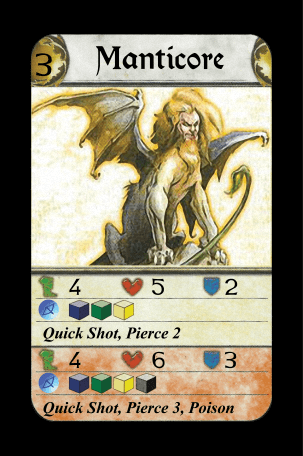 3 Manticore
4 5 2
Quick Shot, Pierce 2
4 6 3
Quick Shot, Pierce 3, Poison